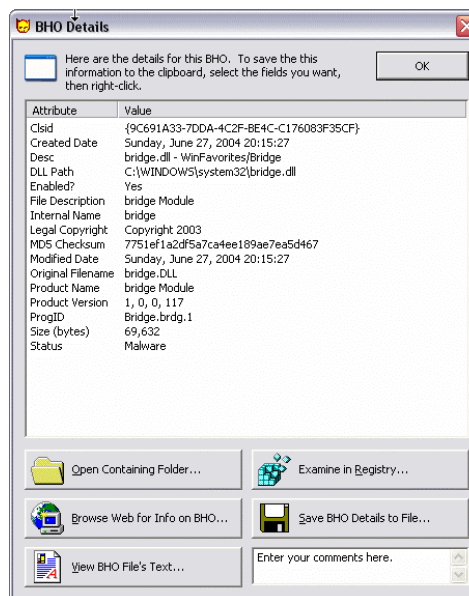 BHO Details
Here are the details for this BHO. To save the this
information to the clipboard, select the fields you want,
then right-click.
OK
Attribute Value
Clsid {9C691A33-7DDA-4C2F-BE4C-C176083F35CF}
Created Date Sunday, June 27, 2004 20:15:27
Desc bridge.dll - WinFavorites/Bridge
DLL Path C:\WINDOWS\system32\bridge.dll
Enabled? Yes
File Description bridge Module
Internal Name bridge
Legal Copyright Copyright 2003
MD5 Checksum 7751ef1a2df5a7ca4ee189ae7ea5d467
Modified Date Sunday, June 27, 2004 20:15:27
Original Filename bridge.DLL
Product Name bridge Module
Product Version 1, 0, 0, 117
ProgID Bridge.brdg.1
Size (bytes) 69,632
Status Malware
Open Containing Folder...
Examine in Registry...
Browse Web for Info on BHO...
Save BHO Details to File...
View BHO File's Text...
Enter your comments here.